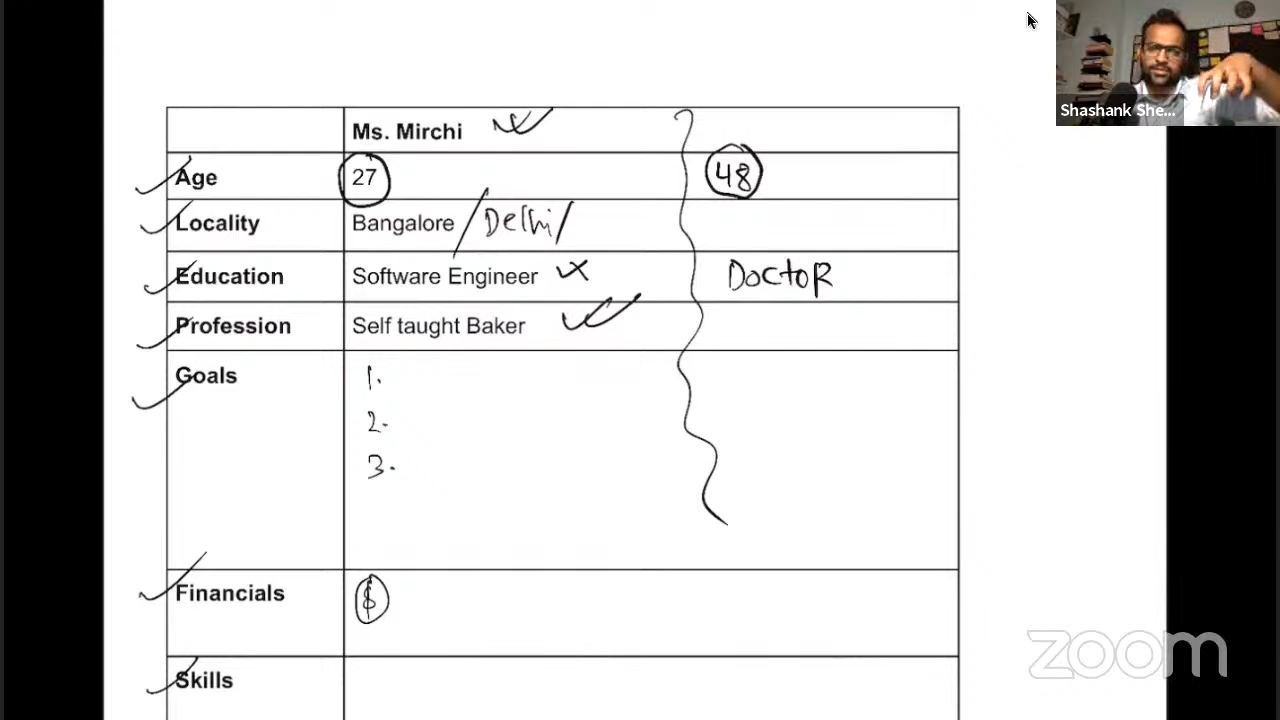 Shashank She...
Ms. Mirchi
Age 27 48
Locality Bangalore / Delhi /
Education Software Engineer DoctoR
Profession Self taught Baker
Goals 1.
2.
3.
Financials $
Skills
zoom